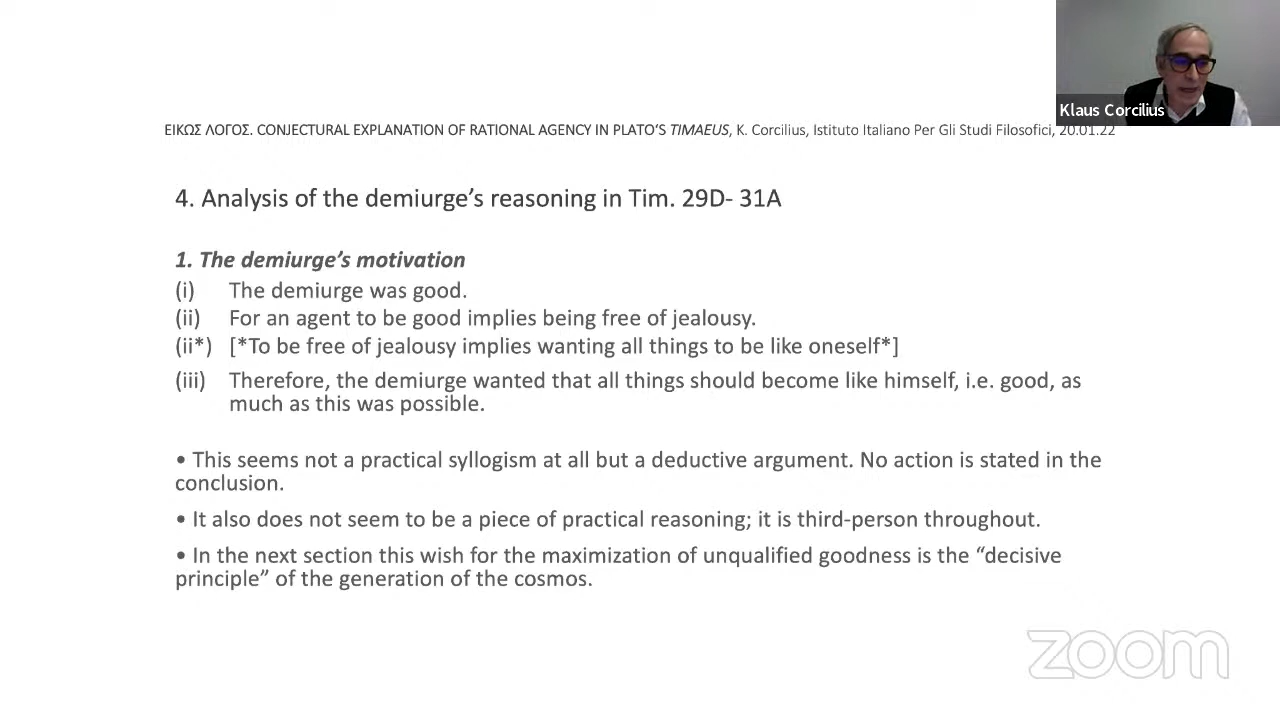 Klaus Corcilius
ΕΙΚΩΣ ΛΟΓΟΣ. CONJECTURAL EXPLANATION OF RATIONAL AGENCY IN PLATO'S TIMAEUS, K. Corcilius, Istituto Italiano Per Gli Studi Filosofici, 20.01.22
4. Analysis of the demiurge's reasoning in Tim. 29D- 31A
1. The demiurge's motivation
(i) The demiurge was good.
(ii) For an agent to be good implies being free of jealousy.
(ii*) [*To be free of jealousy implies wanting all things to be like oneself*]
(iii) Therefore, the demiurge wanted that all things should become like himself, i.e. good, as
much as this was possible.
• This seems not a practical syllogism at all but a deductive argument. No action is stated in the
conclusion.
• It also does not seem to be a piece of practical reasoning; it is third-person throughout.
• In the next section this wish for the maximization of unqualified goodness is the “decisive
principle” of the generation of the cosmos.
zoom